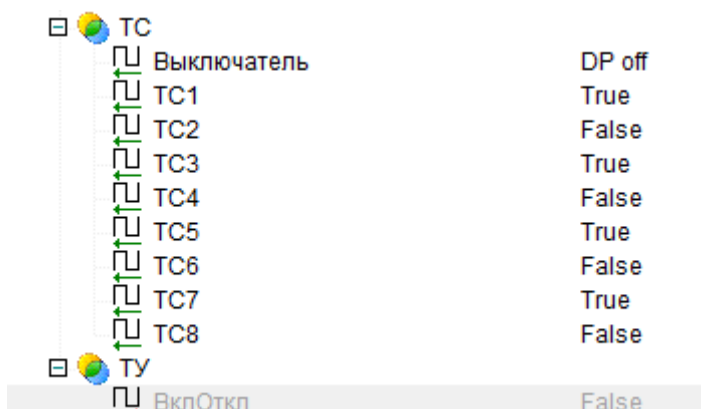 ТС
Выключатель DP off
ТС1 True
ТС2 False
ТС3 True
ТС4 False
ТС5 True
ТС6 False
ТС7 True
ТС8 False
ТУ
ВклОткл False